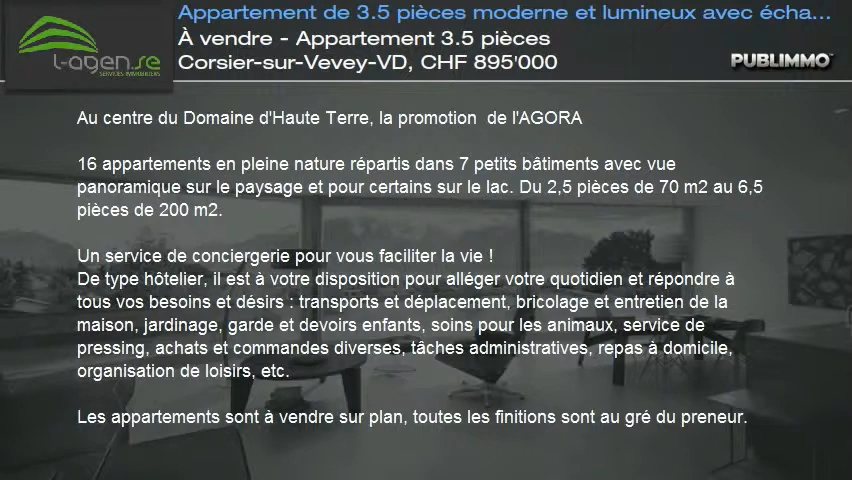 Appartement de 3.5 pièces moderne et lumineux avec écha...
À vendre - Appartement 3.5 pièces
Corsier-sur-Vevey-VD, CHF 895'000
l-agence.se
SERVICES IMMOBILIERS
PUBLIMMO
Au centre du Domaine d'Haute Terre, la promotion de l'AGORA
16 appartements en pleine nature répartis dans 7 petits bâtiments avec vue
panoramique sur le paysage et pour certains sur le lac. Du 2,5 pièces de 70 m2 au 6,5
pièces de 200 m2.
Un service de conciergerie pour vous faciliter la vie !
De type hôtelier, il est à votre disposition pour alléger votre quotidien et répondre à
tous vos besoins et désirs : transports et déplacement, bricolage et entretien de la
maison, jardinage, garde et devoirs enfants, soins pour les animaux, service de
pressing, achats et commandes diverses, tâches administratives, repas à domicile,
organisation de loisirs, etc.
Les appartements sont à vendre sur plan, toutes les finitions sont au gré du preneur.